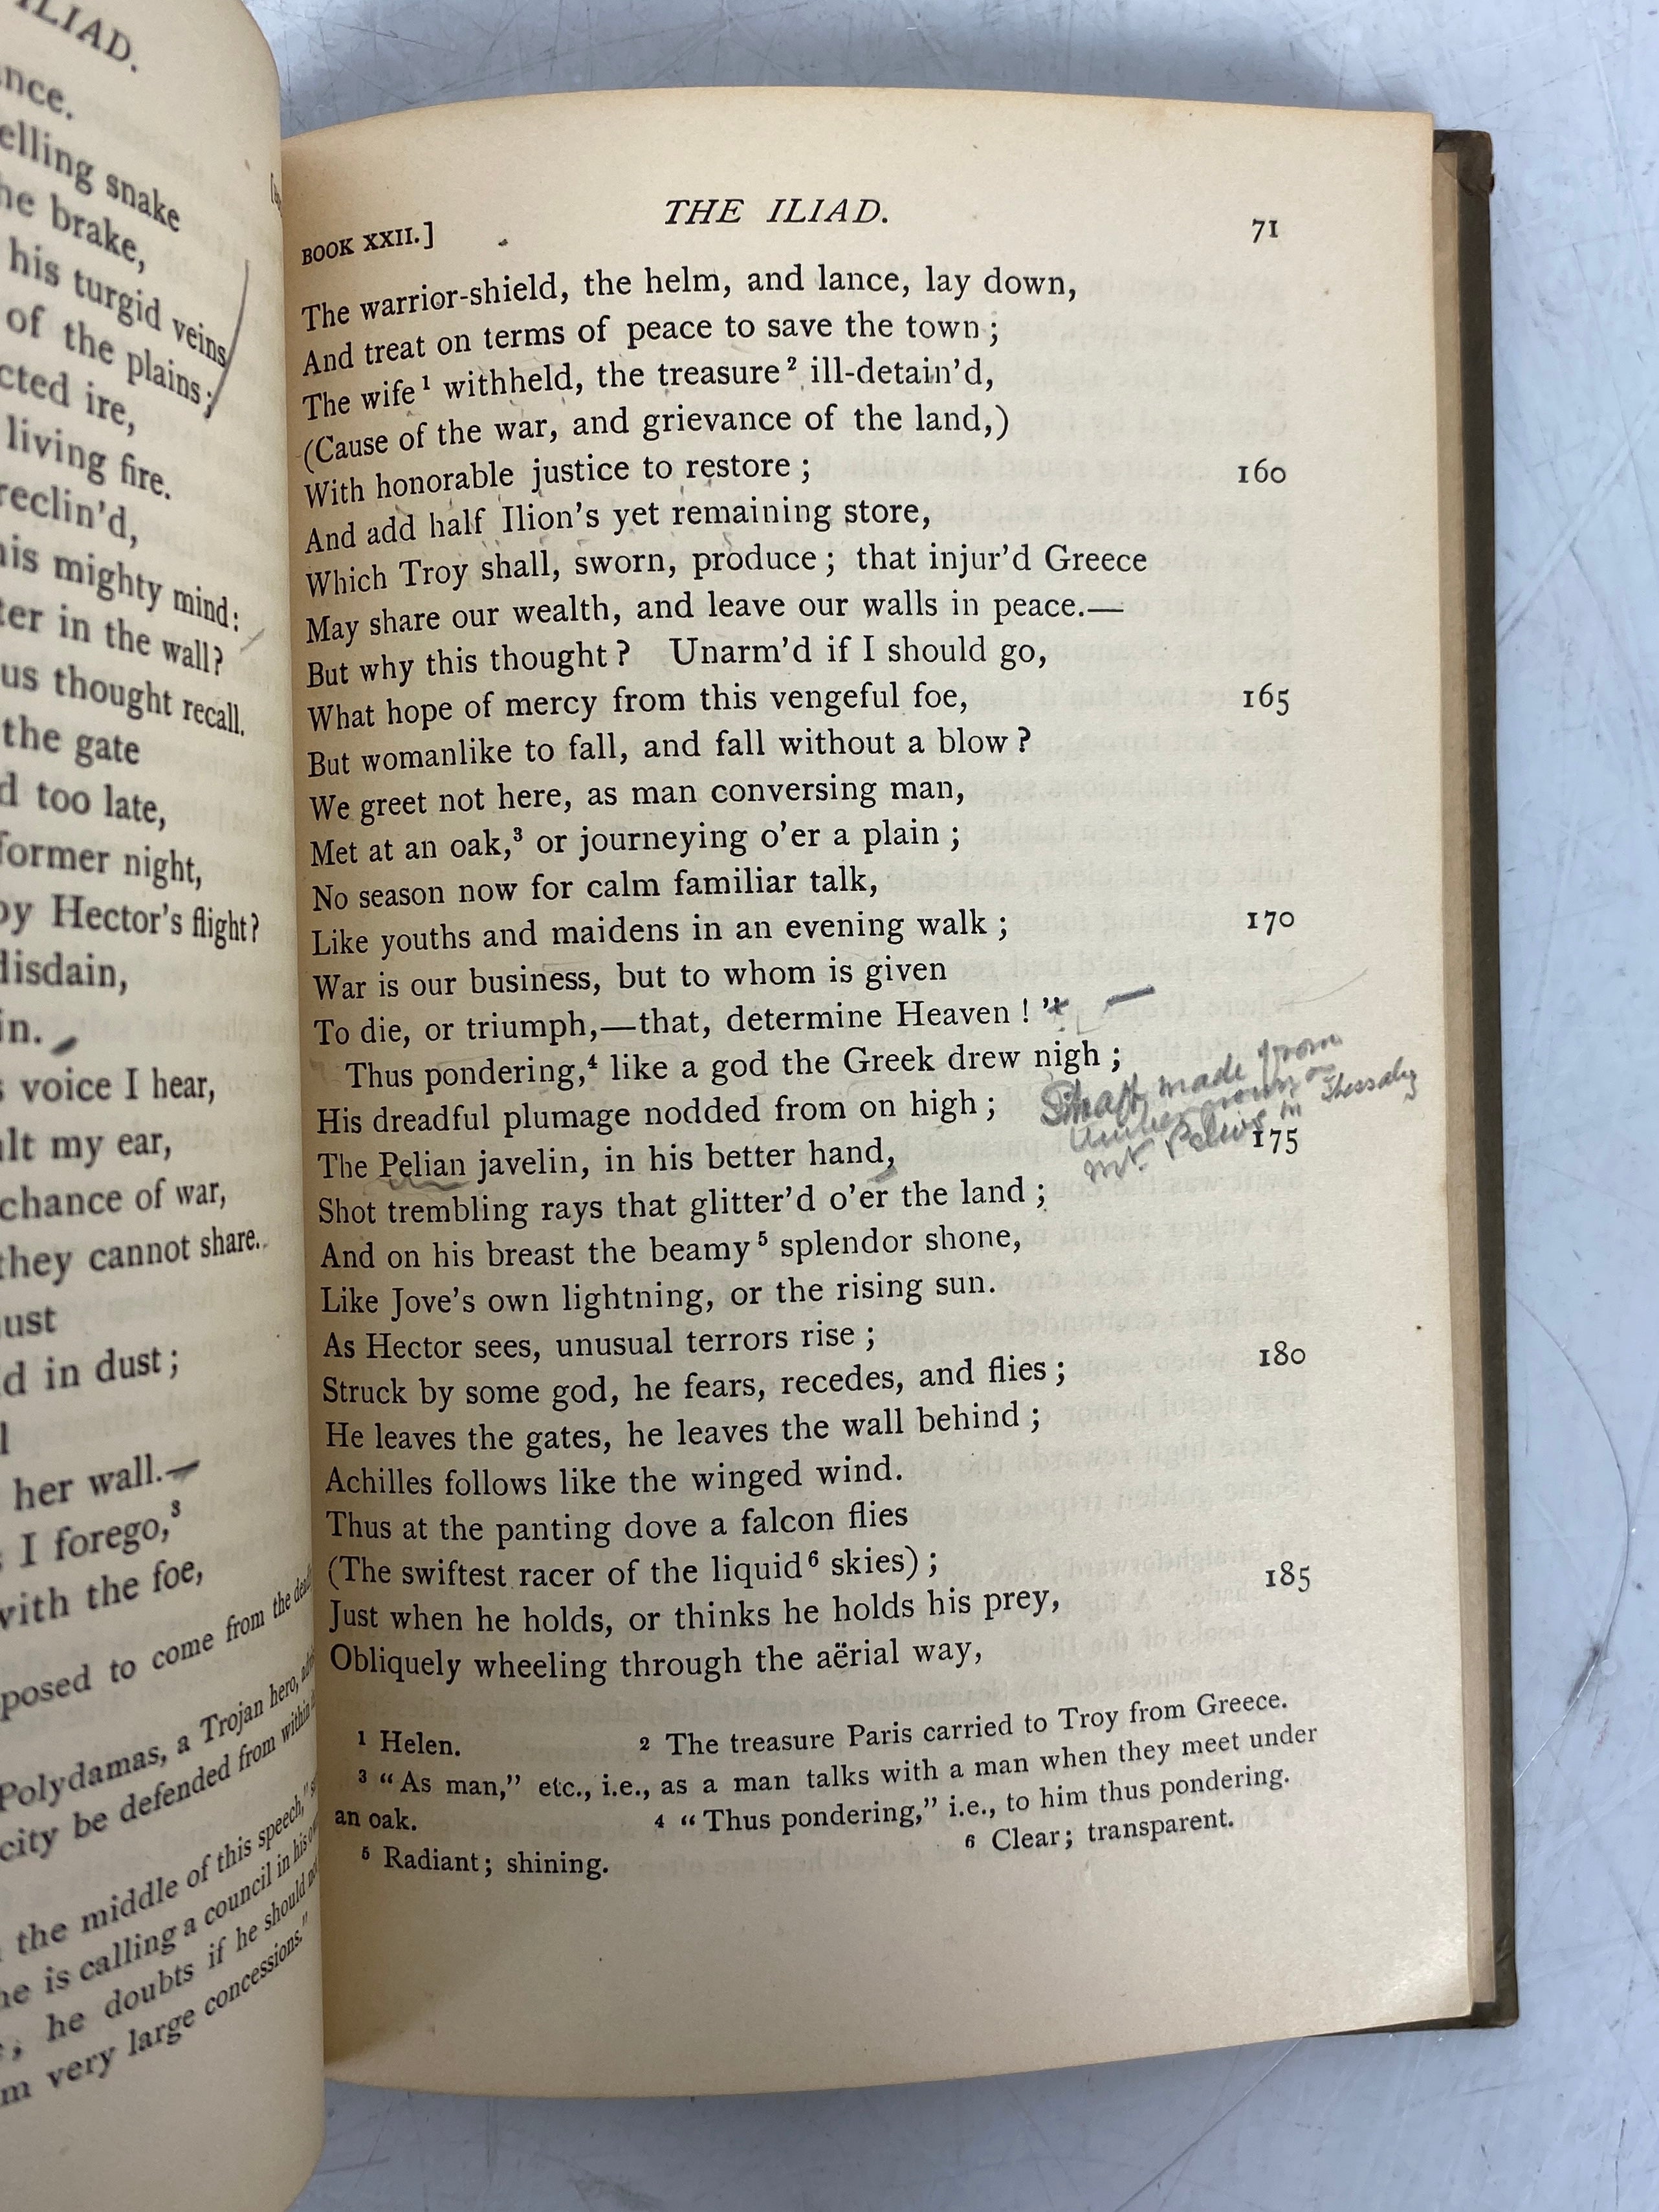 ILIAD.
snake
he brake,
his turgid veins
of the plains;
ire,
living fire.
reclin'd,
his mighty mind:
in the wall?
thought recall.
the gate
too late,
former night,
by Hector's flight?
disdain,
voice I hear,
my ear,
chance of war,
they cannot share.
in dust;
her wall.—
I forego,³
with the foe,
to come from the dead
Polydamas, a Trojan hero,
city be defended from within
the middle of this speech,"
he is calling a council in his
he doubts if he should not
very large concessions."
BOOK XXII.] THE ILIAD. 71
The warrior-shield, the helm, and lance, lay down,
And treat on terms of peace to save the town;
The wife¹ withheld, the treasure² ill-detain'd,
(Cause of the war, and grievance of the land,)
With honorable justice to restore; 160
And add half Ilion's yet remaining store,
Which Troy shall, sworn, produce; that injur'd Greece
May share our wealth, and leave our walls in peace.—
But why this thought? Unarm'd if I should go,
What hope of mercy from this vengeful foe, 165
But womanlike to fall, and fall without a blow?
We greet not here, as man conversing man,
Met at an oak,³ or journeying o'er a plain;
No season now for calm familiar talk,
Like youths and maidens in an evening walk; 170
War is our business, but to whom is given
To die, or triumph,—that, determine Heaven!"
Thus pondering,⁴ like a god the Greek drew nigh;
His dreadful plumage nodded from on high;
Shaft made from
The Pelian javelin, in his better hand, 175
Mt. Pelius in Thessaly
Shot trembling rays that glitter'd o'er the land;
And on his breast the beamy⁵ splendor shone,
Like Jove's own lightning, or the rising sun.
As Hector sees, unusual terrors rise;
Struck by some god, he fears, recedes, and flies; 180
He leaves the gates, he leaves the wall behind;
Achilles follows like the winged wind.
Thus at the panting dove a falcon flies
(The swiftest racer of the liquid⁶ skies);
Just when he holds, or thinks he holds his prey, 185
Obliquely wheeling through the aërial way,
¹ Helen. ² The treasure Paris carried to Troy from Greece.
³ "As man," etc., i.e., as a man talks with a man when they meet under
an oak. ⁴ "Thus pondering," i.e., to him thus pondering.
⁵ Radiant; shining. ⁶ Clear; transparent.